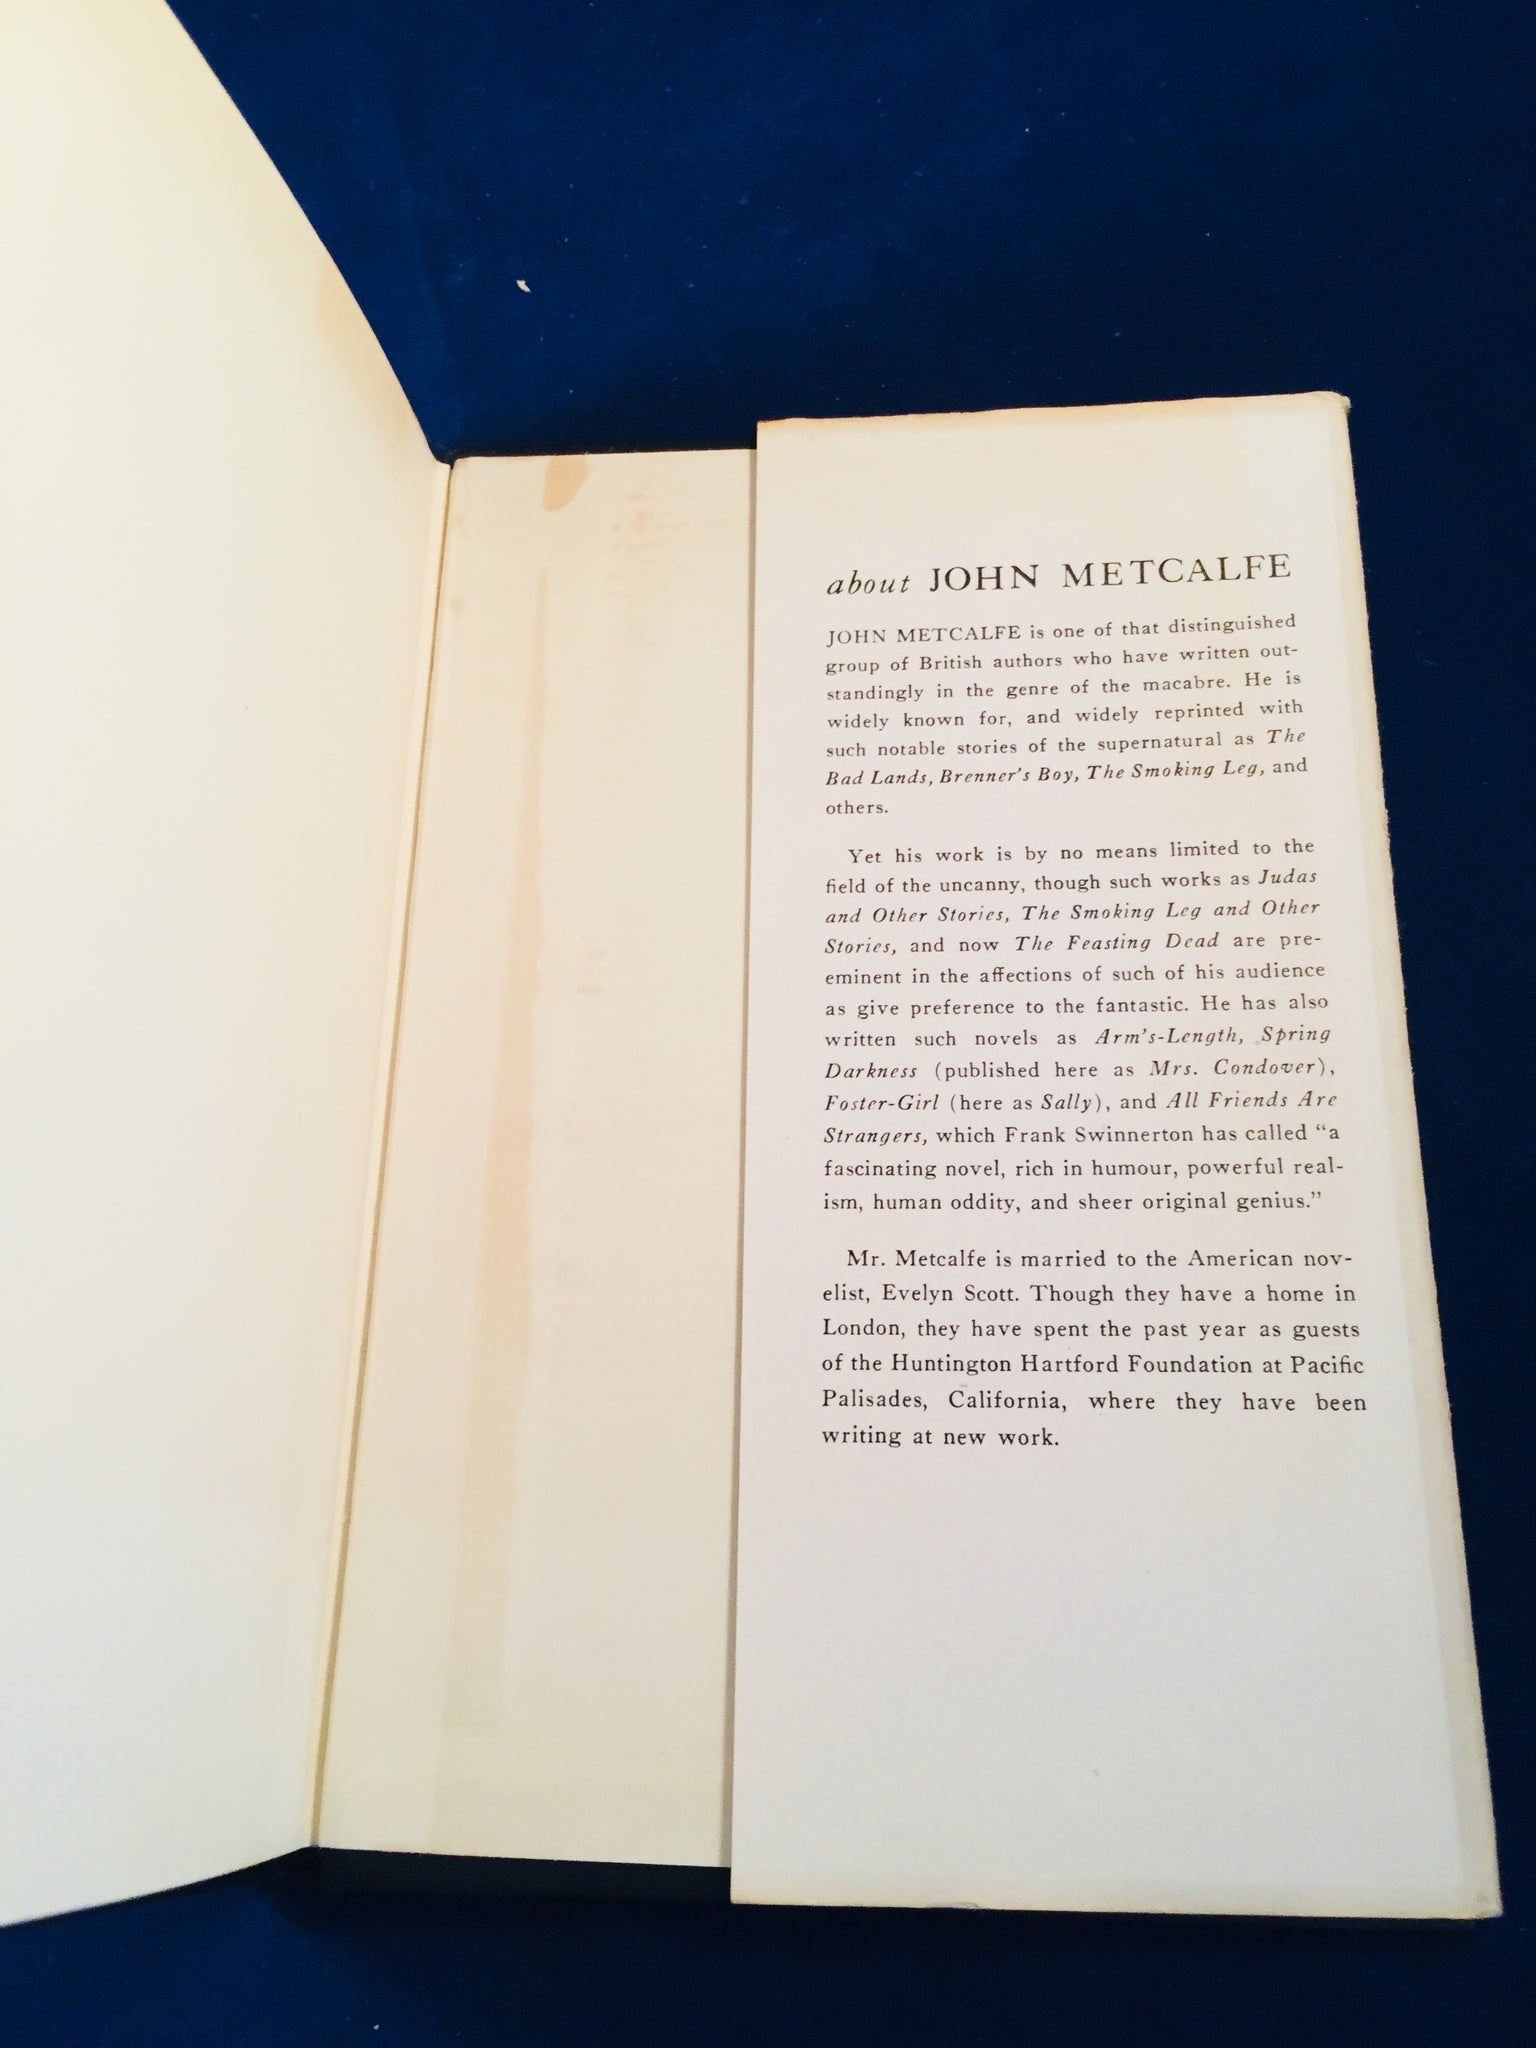 about JOHN METCALFE
JOHN METCALFE is one of that distinguished
group of British authors who have written out-
standingly in the genre of the macabre. He is
widely known for, and widely reprinted with
such notable stories of the supernatural as The
Bad Lands, Brenner's Boy, The Smoking Leg, and
others.
Yet his work is by no means limited to the
field of the uncanny, though such works as Judas
and Other Stories, The Smoking Leg and Other
Stories, and now The Feasting Dead are pre-
eminent in the affections of such of his audience
as give preference to the fantastic. He has also
written such novels as Arm's-Length, Spring
Darkness (published here as Mrs. Condover),
Foster-Girl (here as Sally), and All Friends Are
Strangers, which Frank Swinnerton has called “a
fascinating novel, rich in humour, powerful real-
ism, human oddity, and sheer original genius.”
Mr. Metcalfe is married to the American nov-
elist, Evelyn Scott. Though they have a home in
London, they have spent the past year as guests
of the Huntington Hartford Foundation at Pacific
Palisades, California, where they have been
writing at new work.